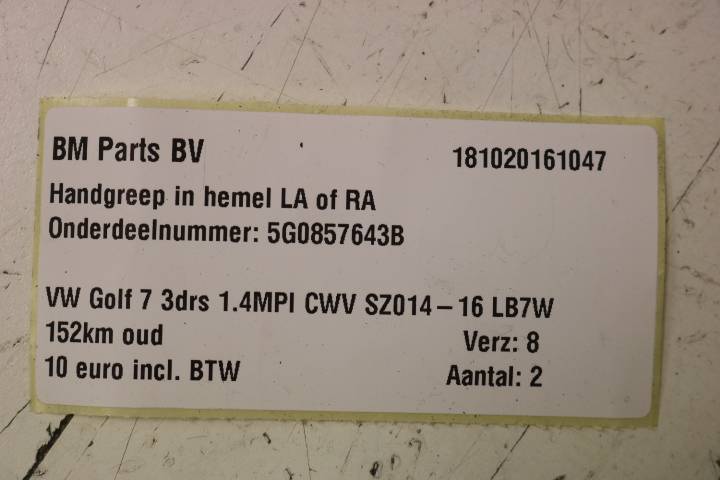 BM Parts BV 181020161047
Handgreep in hemel LA of RA
Onderdeelnummer: 5G0857643B
VW Golf 7 3drs 1.4MPI CWV SZ014-16 LB7W
152km oud Verz: 8
10 euro incl. BTW Aantal: 2